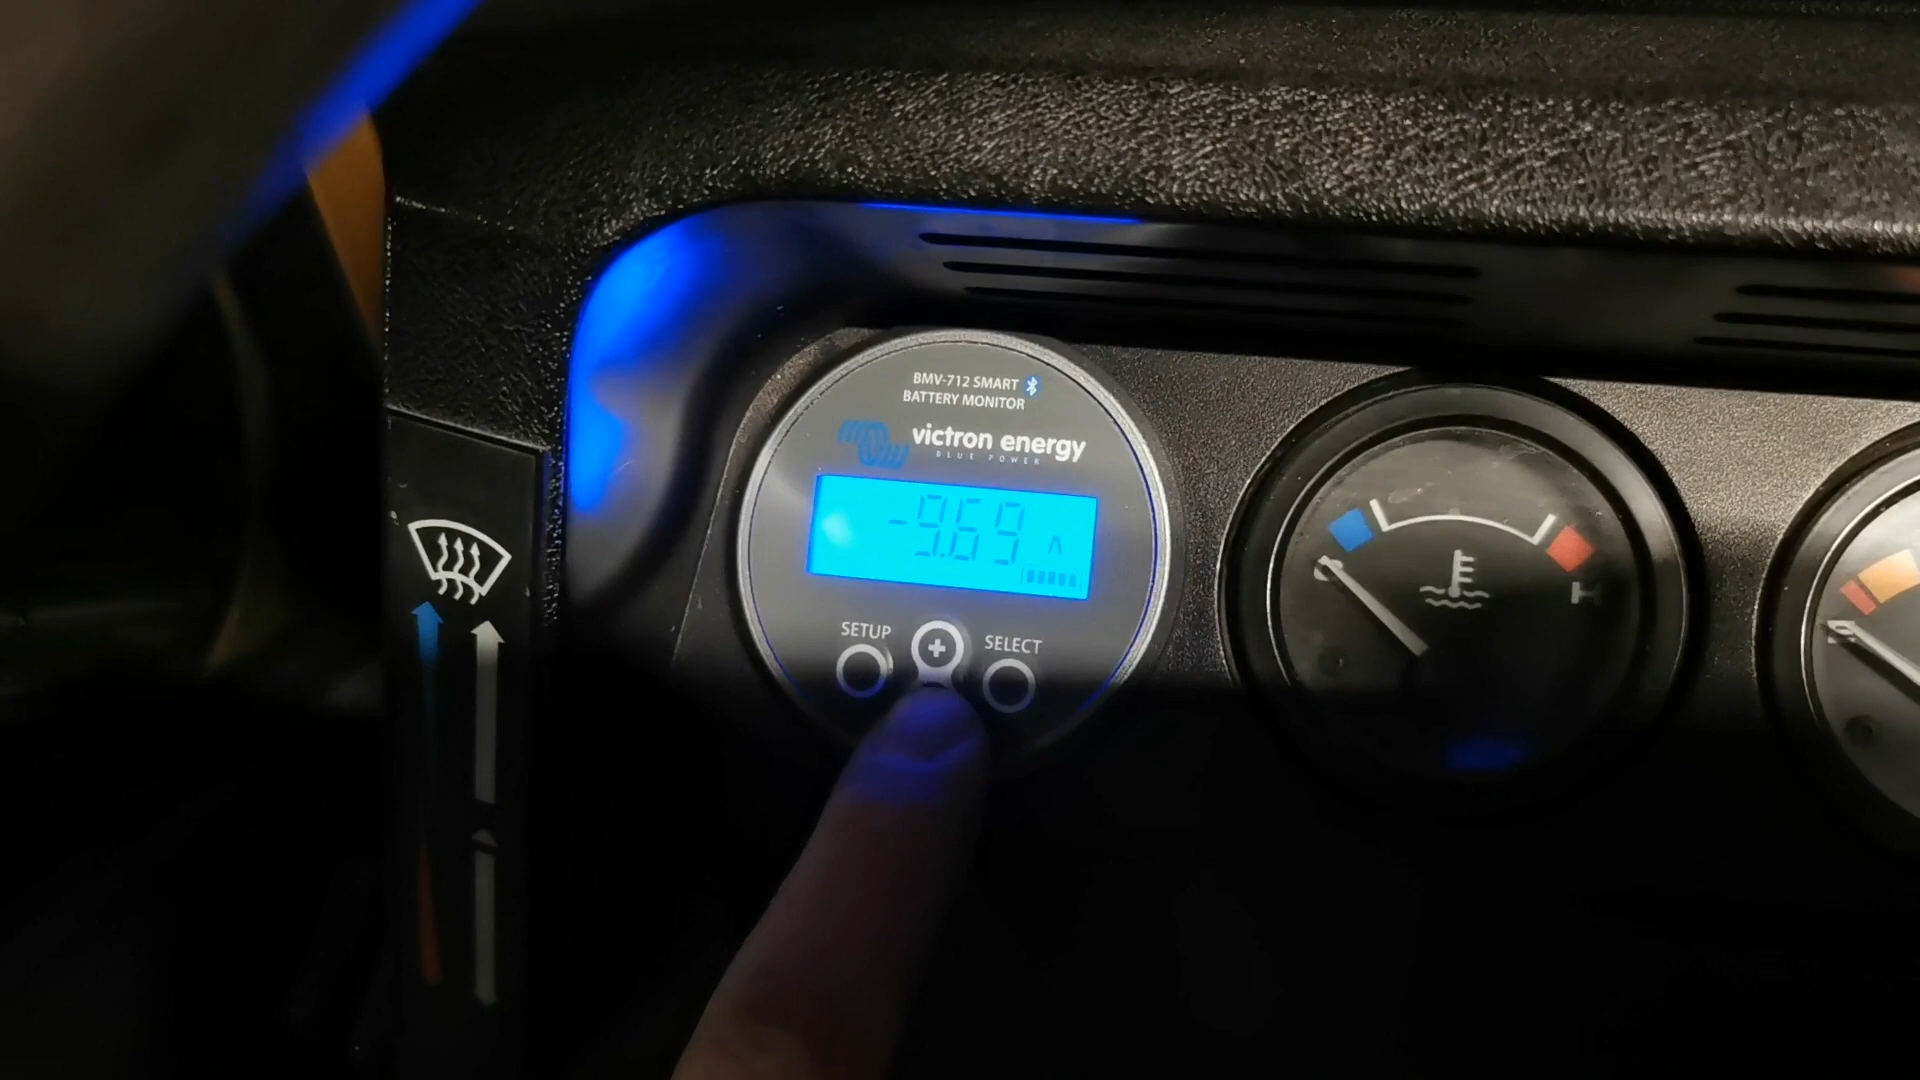 BMV-712 SMART
BATTERY MONITOR
victron energy
BLUE POWER
-9.69 A
SETUP
+
SELECT
C
H